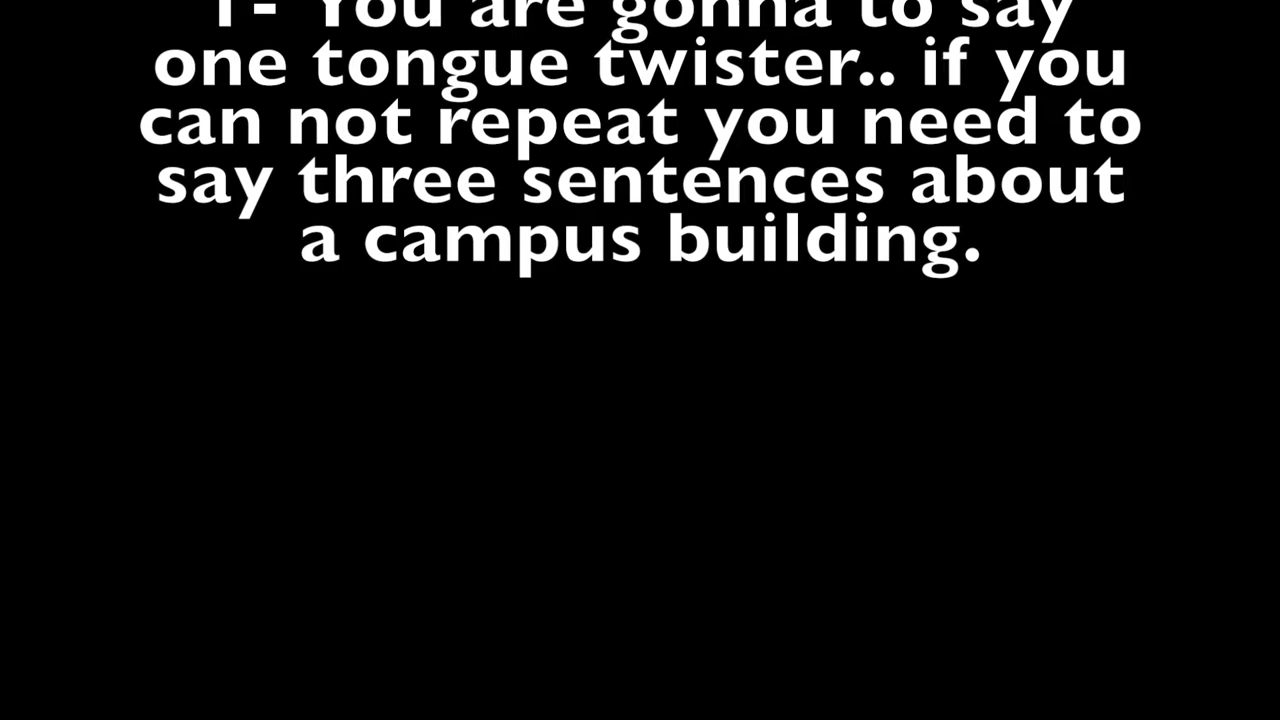 1- You are gonna to say
one tongue twister.. if you
can not repeat you need to
say three sentences about
a campus building.